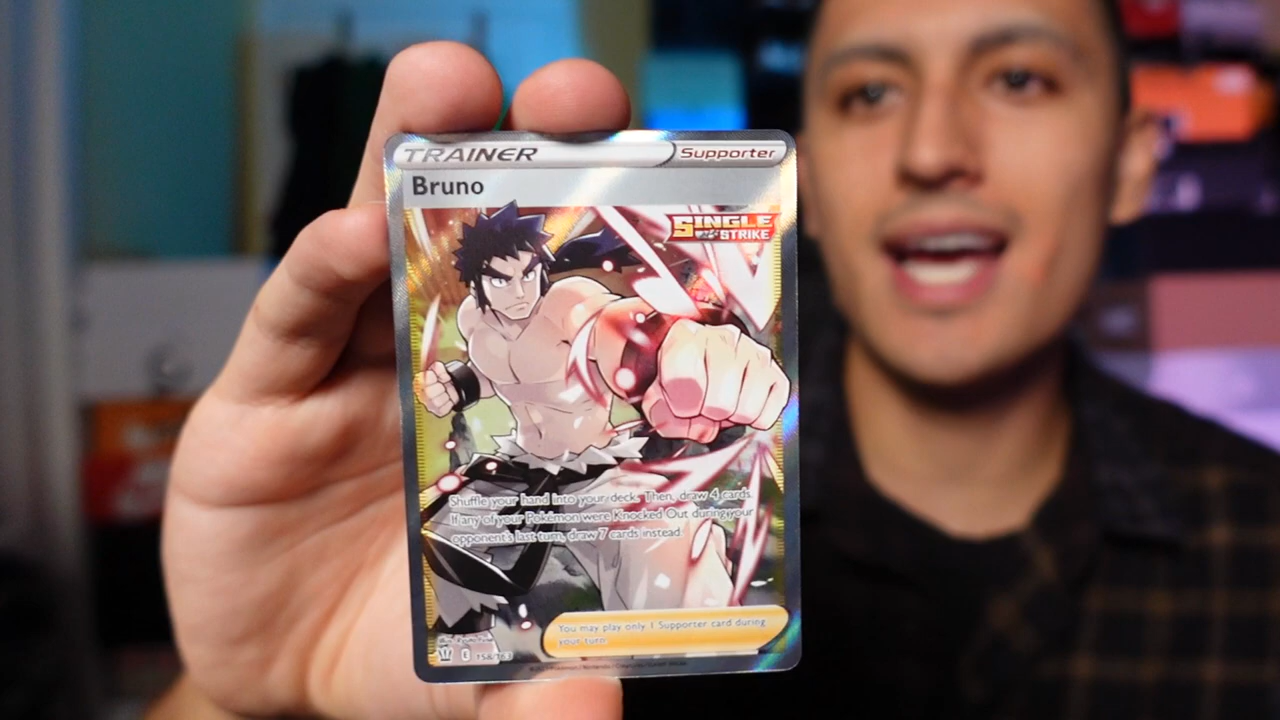 TRAINER Supporter
Bruno
SINGLE
STRIKE
Shuffle your hand into your deck. Then, draw 4 cards.
If any of your Pokémon were Knocked Out during your
opponent's last turn, draw 7 cards instead.
You may play only 1 Supporter card during
your turn.
E 158/163